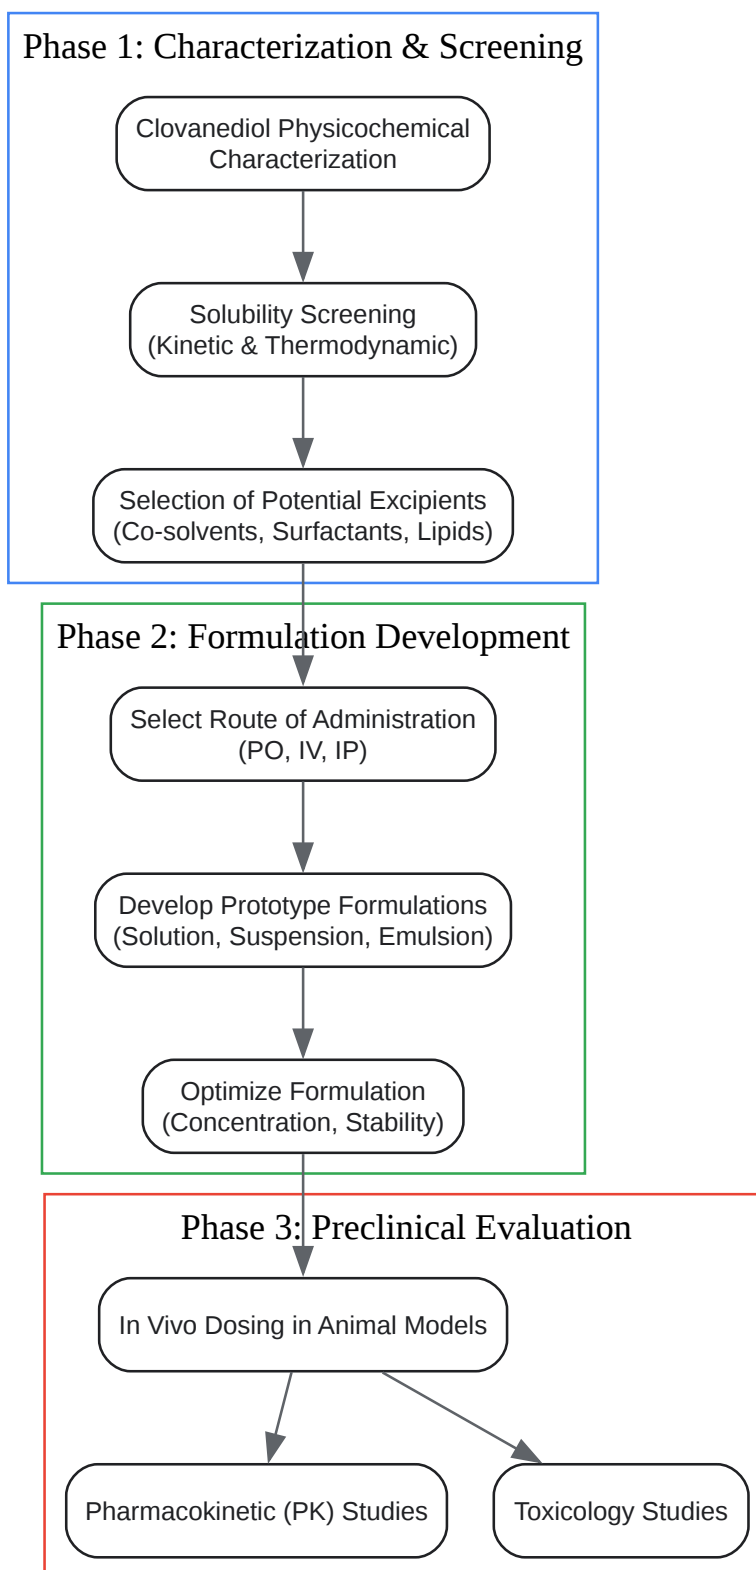 Phase 1: Characterization & Screening
Clovanediol Physicochemical
Characterization
Solubility Screening
(Kinetic & Thermodynamic)
Selection of Potential Excipients
(Co-solvents, Surfactants, Lipids)
Phase 2: Formulation Development
Select Route of Administration
(PO, IV, IP)
Develop Prototype Formulations
(Solution, Suspension, Emulsion)
Optimize Formulation
(Concentration, Stability)
Phase 3: Preclinical Evaluation
In Vivo Dosing in Animal Models
Pharmacokinetic (PK) Studies
Toxicology Studies